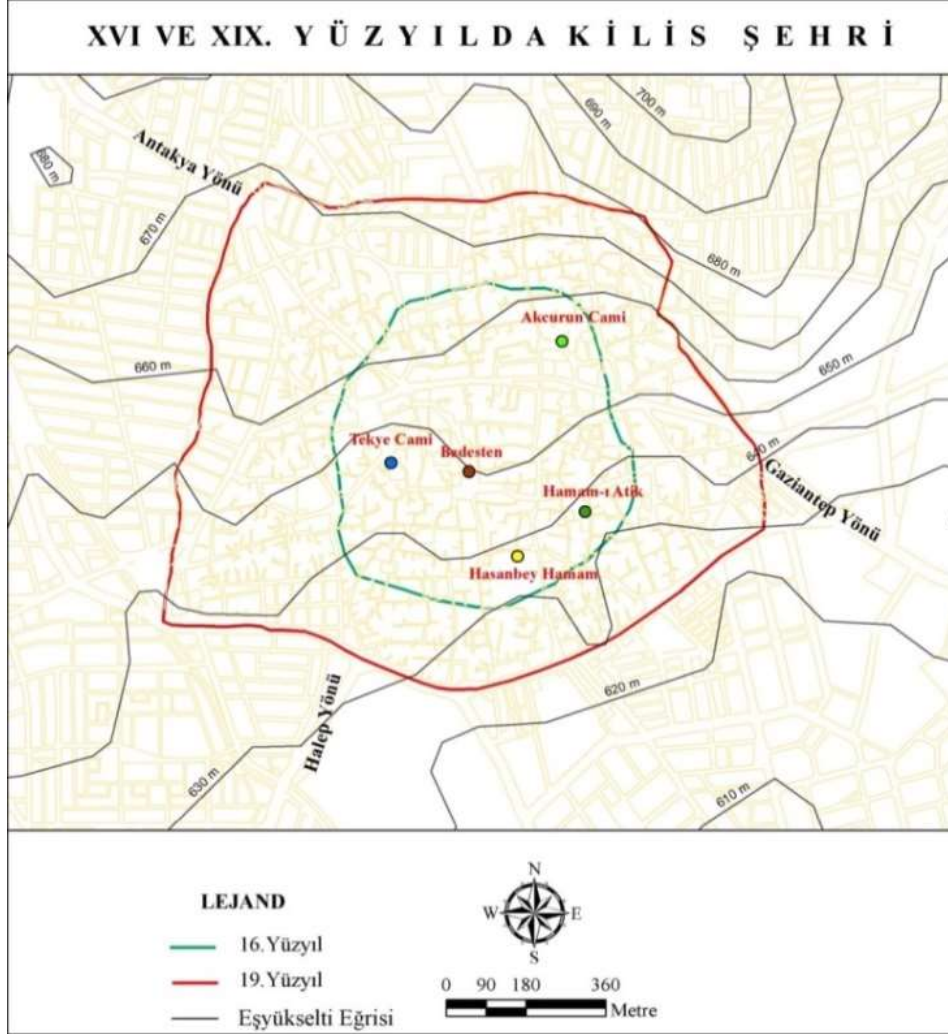 XVI VE XIX. YÜZYILDA KİLİS ŞEHRİ
690 m
700 m
Antakya Yönü
680 m
670 m
680 m
Akcurun Cami
660 m
650 m
Tekye Cami
Bedesten
640 m
Gaziantep Yönü
Hamam-ı Atik
Hasanbey Hamam
620 m
Halep Yönü
630 m
610 m
N
W
E
S
LEJAND
16.Yüzyıl
19.Yüzyıl
Eşyükselti Eğrisi
0 90 180 360
Metre